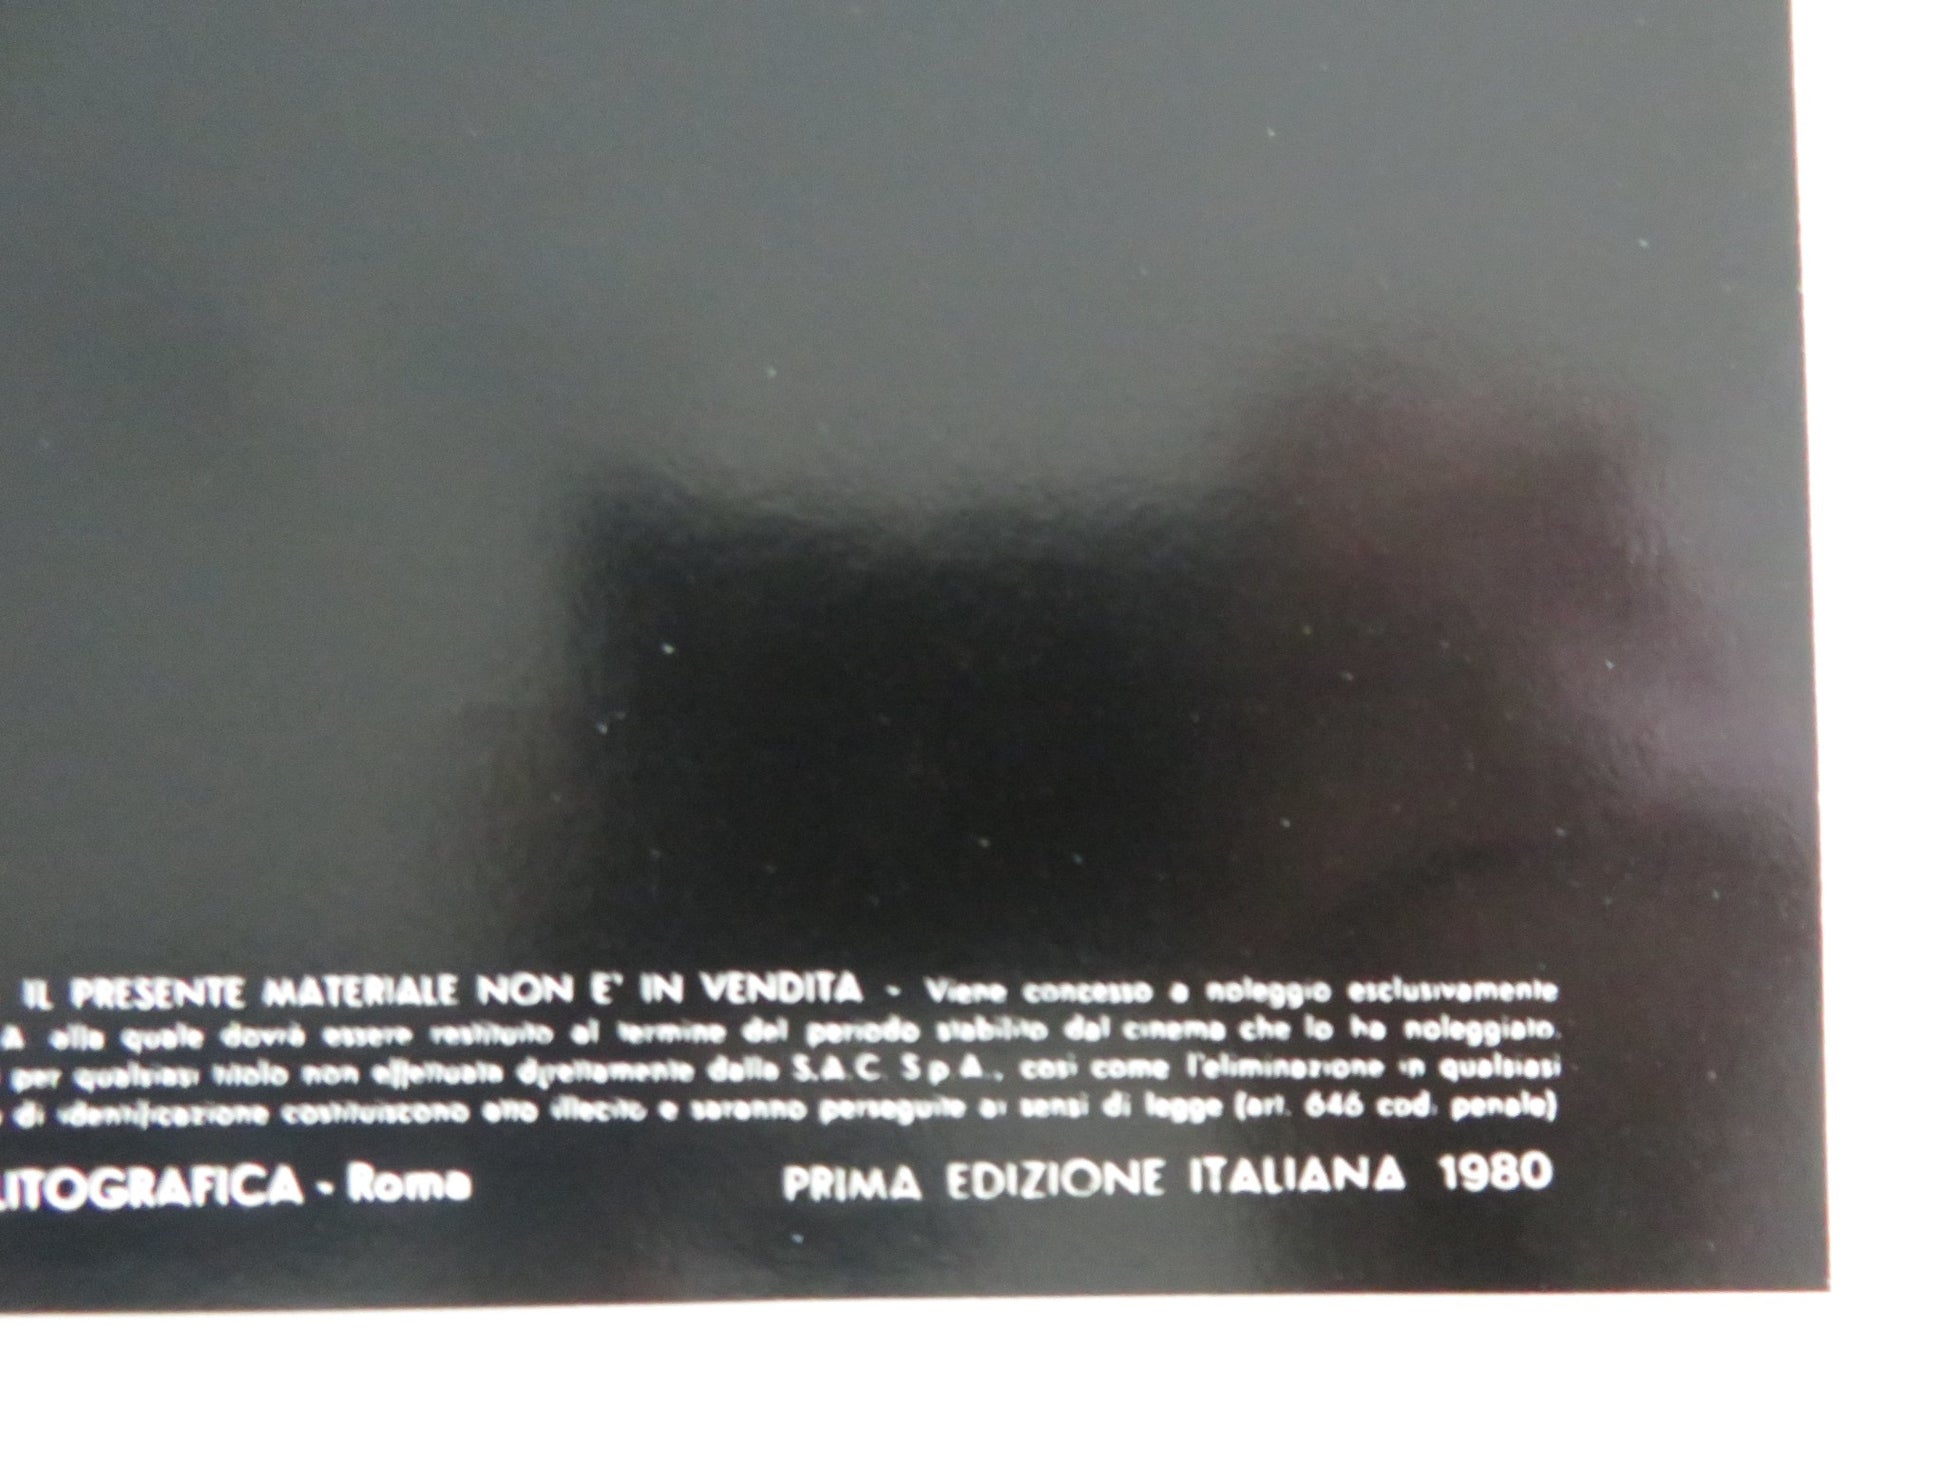 IL PRESENTE MATERIALE NON E' IN VENDITA - Viene concesso a noleggio esclusivamente
A. alla quale dovrà essere restituito al termine del periodo stabilito dal cinema che lo ha noleggiato.
per qualsiasi titolo non effettuata direttamente dalla S.A.C. S.p.A., così come l'eliminazione in qualsiasi
di identificazione costituiscono atto illecito e saranno perseguite ai sensi di legge (art. 646 cod. penale)
LITOGRAFICA - Roma PRIMA EDIZIONE ITALIANA 1980